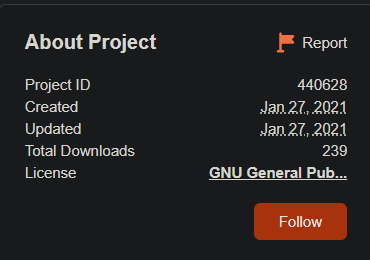 About Project Report
Project ID 440628
Created Jan 27, 2021
Updated Jan 27, 2021
Total Downloads 239
License GNU General Pub...
Follow